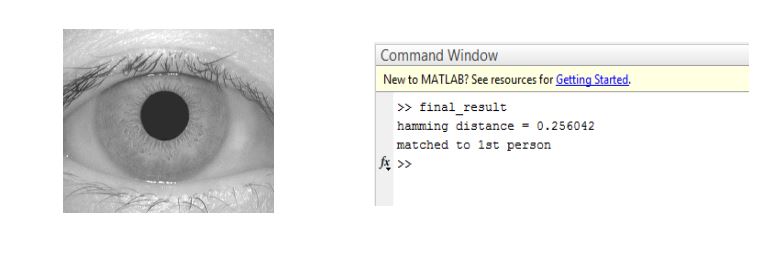 Command Window
New to MATLAB? See resources for Getting Started.
>> final_result
hamming distance = 0.256042
matched to 1st person
fx >>